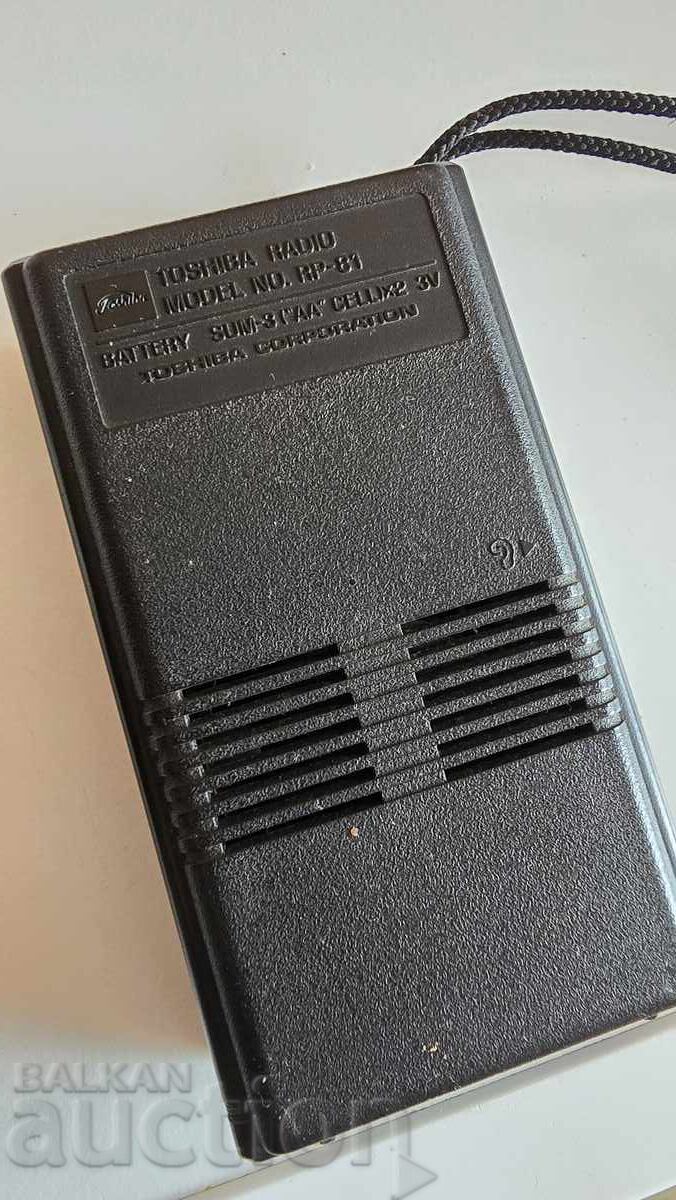 Toshiba
TOSHIBA RADIO
MODEL NO. RP-81
BATTERY SUM-3 ("AA" CELL)×2 3V
TOSHIBA CORPORATION
BALKAN
auction